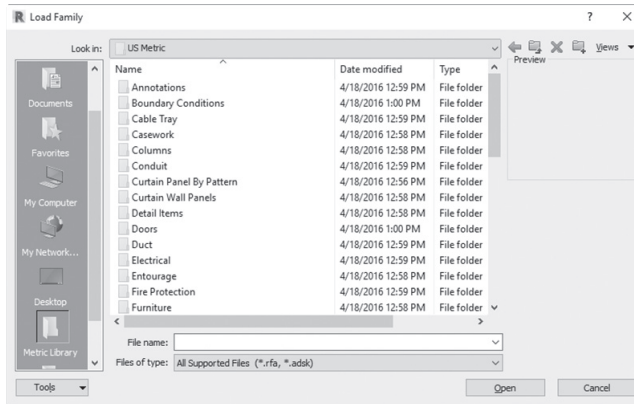 Load Family
Look in: US Metric Views
Preview
Name Date modified Type
Annotations 4/18/2016 12:59 PM File folder
Boundary Conditions 4/18/2016 1:00 PM File folder
Cable Tray 4/18/2016 12:59 PM File folder
Casework 4/18/2016 12:58 PM File folder
Columns 4/18/2016 12:58 PM File folder
Conduit 4/18/2016 12:59 PM File folder
Curtain Panel By Pattern 4/18/2016 12:56 PM File folder
Curtain Wall Panels 4/18/2016 12:58 PM File folder
Detail Items 4/18/2016 12:58 PM File folder
Doors 4/18/2016 1:00 PM File folder
Duct 4/18/2016 12:59 PM File folder
Electrical 4/18/2016 12:59 PM File folder
Entourage 4/18/2016 12:58 PM File folder
Fire Protection 4/18/2016 12:59 PM File folder
Furniture 4/18/2016 12:58 PM File folder
Documents
Favorites
My Computer
My Network...
Desktop
Metric Library
File name:
Files of type: All Supported Files (*.rfa, *.adsk)
Tools Open Cancel